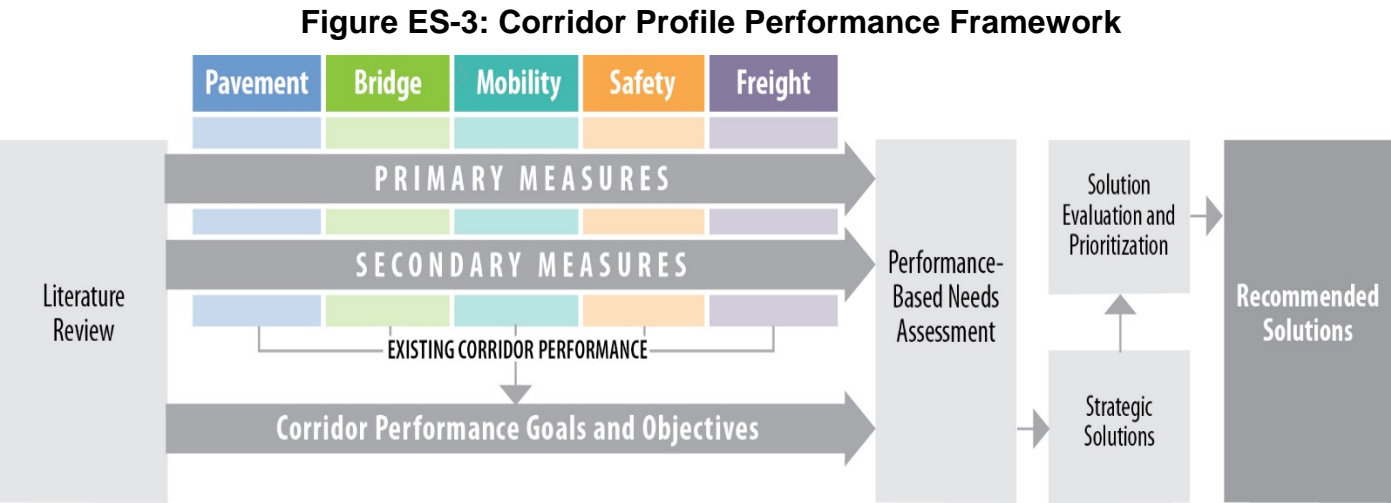 Figure ES-3: Corridor Profile Performance Framework
Pavement
Bridge
Mobility
Safety
Freight
PRIMARY MEASURES
SECONDARY MEASURES
Literature
Review
EXISTING CORRIDOR PERFORMANCE
Corridor Performance Goals and Objectives
Performance-
Based Needs
Assessment
Solution
Evaluation and
Prioritization
Strategic
Solutions
Recommended
Solutions